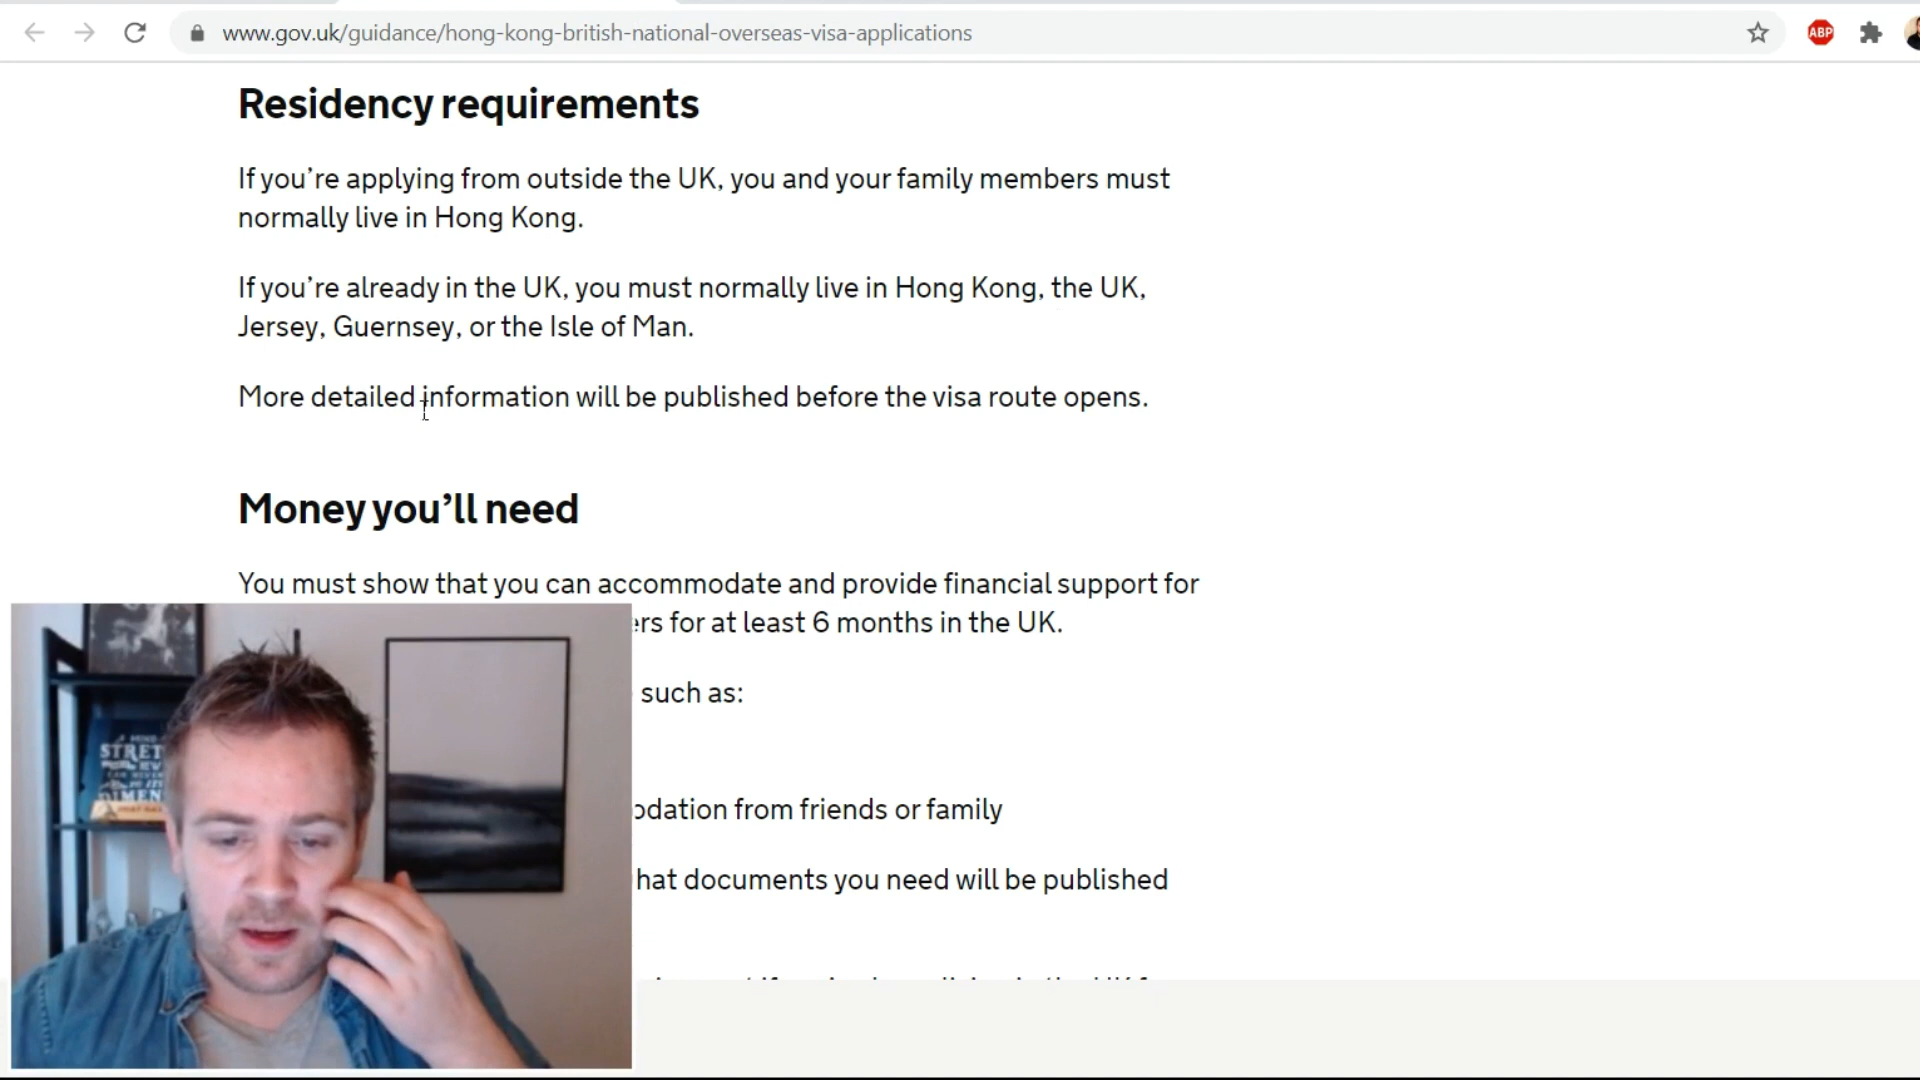 www.gov.uk/guidance/hong-kong-british-national-overseas-visa-applications
ABP
Residency requirements
If you’re applying from outside the UK, you and your family members must
normally live in Hong Kong.
If you’re already in the UK, you must normally live in Hong Kong, the UK,
Jersey, Guernsey, or the Isle of Man.
More detailed information will be published before the visa route opens.
Money you’ll need
You must show that you can accommodate and provide financial support for
ers for at least 6 months in the UK.
such as:
odation from friends or family
hat documents you need will be published
A MIND
STRET
DIMEN